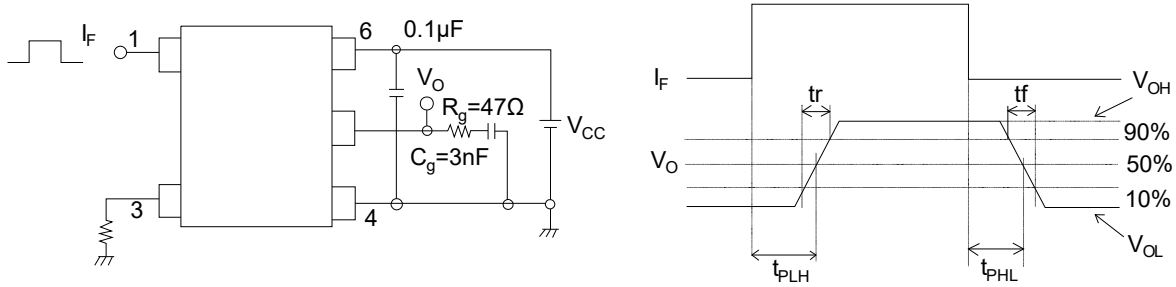 I_F
1
6
0.1µF
V_O
R_g=47Ω
C_g=3nF
V_CC
3
4
I_F
V_O
tr
tf
V_OH
90%
50%
10%
V_OL
t_PLH
t_PHL